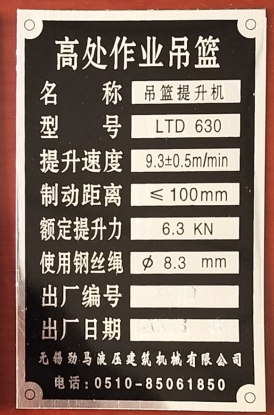 高处作业吊篮
名 称 吊篮提升机
型 号 LTD 630
提升速度 9.3±0.5m/min
制动距离 ≤100mm
额定提升力 6.3 KN
使用钢丝绳 ϕ 8.3 mm
出厂编号
出厂日期
无锡劲马液压建筑机械有限公司
电话:0510-85061850